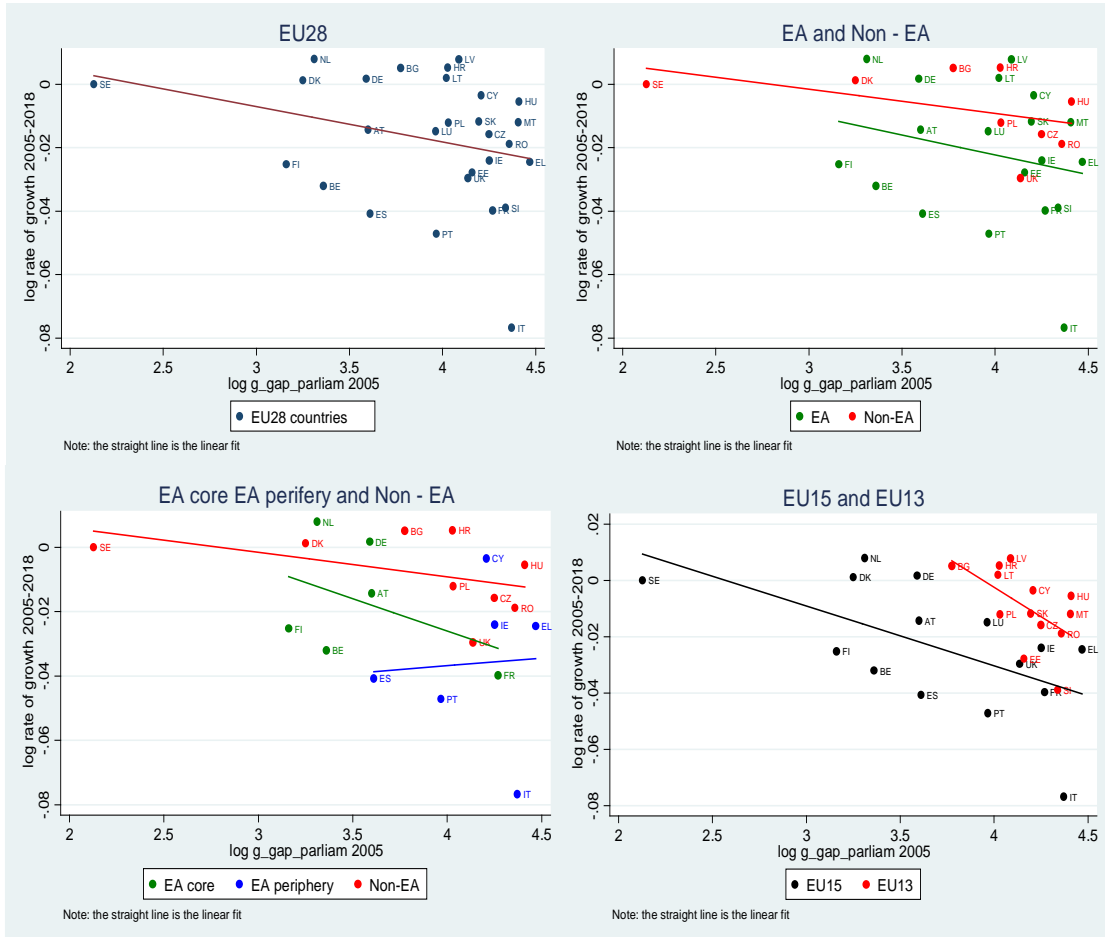 EU28
log rate of growth 2005-2018
0
-.02
-.04
-.06
-.08
NL
LV
DK
DE
BG
HR
LT
SE
CY
HU
PL
SK
MT
AT
LU
CZ
RO
FI
IE
EL
EE
UK
BE
ES
FR
SI
PT
IT
2 2.5 3 3.5 4 4.5
log g_gap_parliam 2005
EU28 countries
Note: the straight line is the linear fit
EA and Non - EA
log rate of growth 2005-2018
0
-.02
-.04
-.06
-.08
NL
LV
DK
DE
BG
HR
LT
SE
CY
HU
PL
SK
MT
AT
LU
CZ
RO
FI
IE
EL
EE
UK
BE
ES
FR
SI
PT
IT
2 2.5 3 3.5 4 4.5
log g_gap_parliam 2005
EA Non-EA
Note: the straight line is the linear fit
EA core EA perifery and Non - EA
log rate of growth 2005-2018
0
-.02
-.04
-.06
-.08
NL
DK
DE
BG
HR
SE
CY
HU
PL
AT
CZ
RO
FI
IE
EL
UK
BE
ES
FR
PT
IT
2 2.5 3 3.5 4 4.5
log g_gap_parliam 2005
EA core EA periphery Non-EA
Note: the straight line is the linear fit
EU15 and EU13
log rate of growth 2005-2018
.02
0
-.02
-.04
-.06
-.08
NL
LV
DK
DE
BG
HR
LT
SE
CY
HU
PL
SK
MT
AT
LU
CZ
RO
FI
IE
EL
EE
UK
BE
ES
FR
SI
PT
IT
2 2.5 3 3.5 4 4.5
log g_gap_parliam 2005
EU15 EU13
Note: the straight line is the linear fit